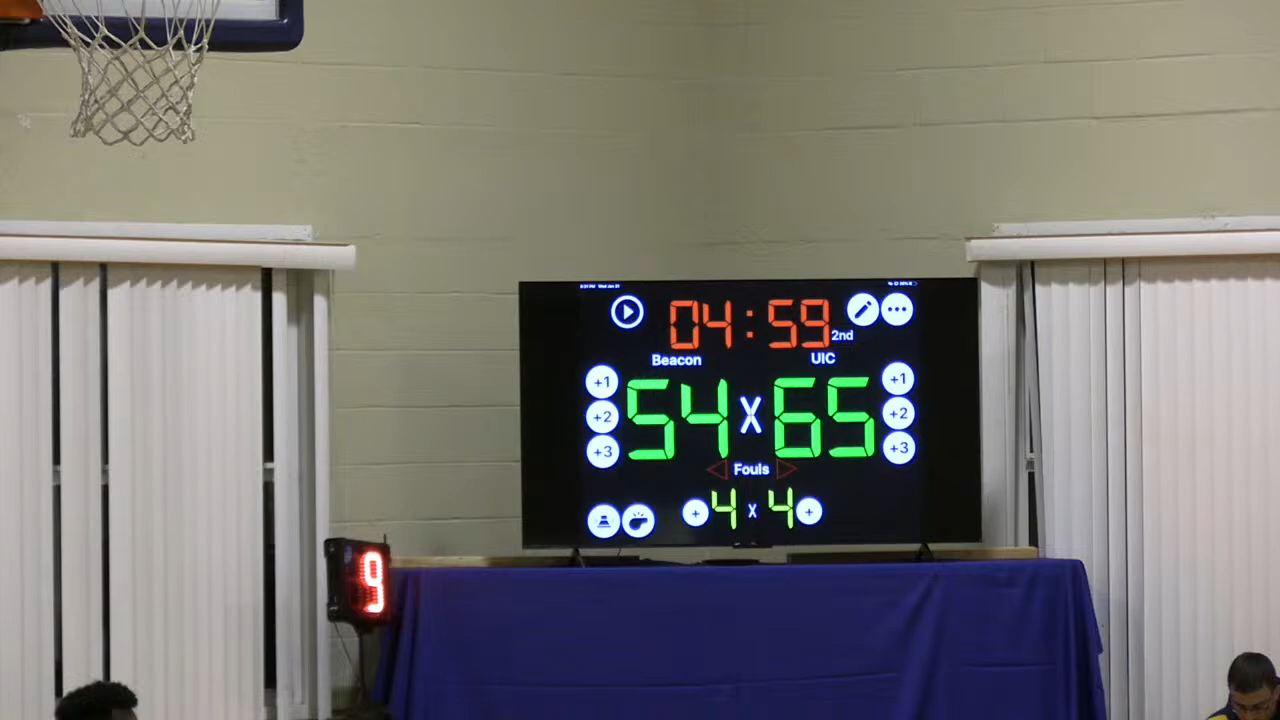 04:59
2nd
Beacon UIC
+1 54 X 65 +1
+2 +2
+3 +3
Fouls
+ 4 X 4 +
9